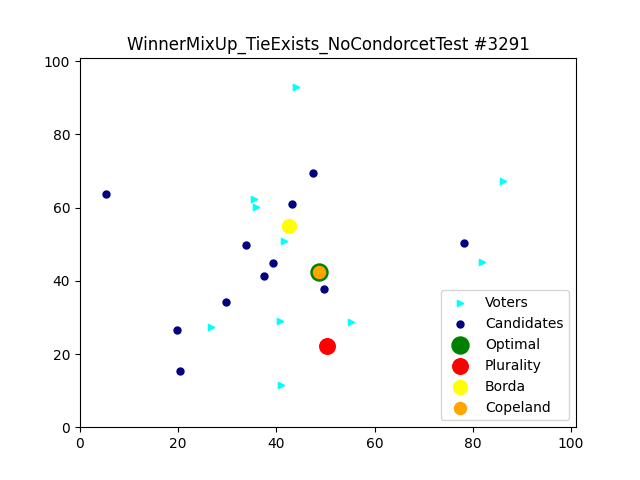 WinnerMixUp_TieExists_NoCondorcetTest #3291
100
80
60
40
20
0
0 20 40 60 80 100
Voters
Candidates
Optimal
Plurality
Borda
Copeland